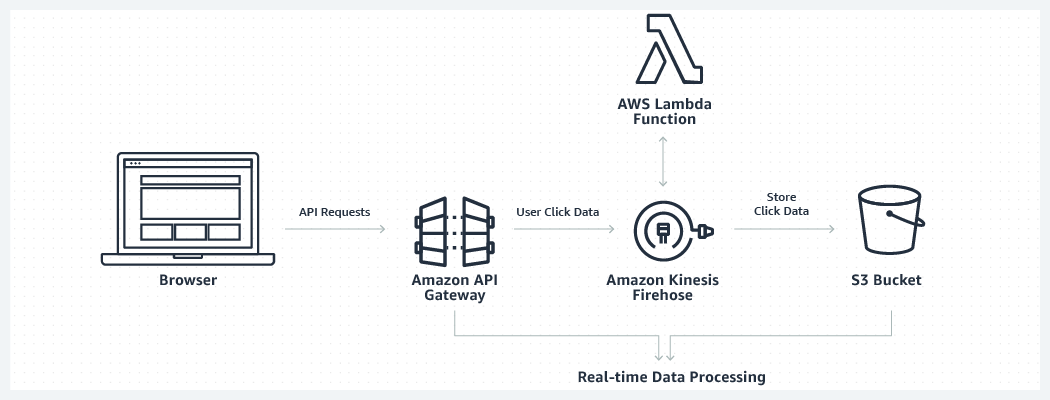 AWS Lambda
Function
API Requests
User Click Data
Store
Click Data
Browser
Amazon API
Gateway
Amazon Kinesis
Firehose
S3 Bucket
Real-time Data Processing